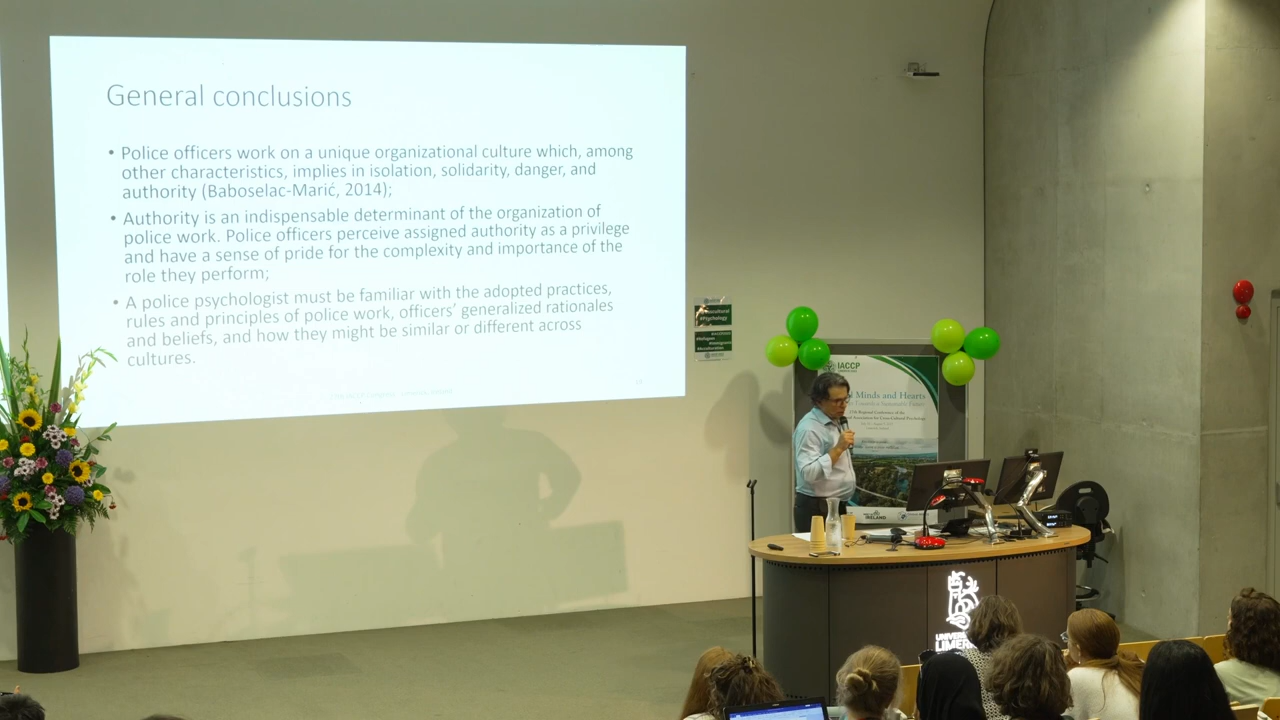 General conclusions
• Police officers work on a unique organizational culture which, among
other characteristics, implies in isolation, solidarity, danger, and
authority (Baboselac-Marić, 2014);
• Authority is an indispensable determinant of the organization of
police work. Police officers perceive assigned authority as a privilege
and have a sense of pride for the complexity and importance of the
role they perform;
• A police psychologist must be familiar with the adopted practices,
rules and principles of police work, officers’ generalized rationales
and beliefs, and how they might be similar or different across
cultures.
#Psychology
IACCP
Minds and Hearts
IRELAND